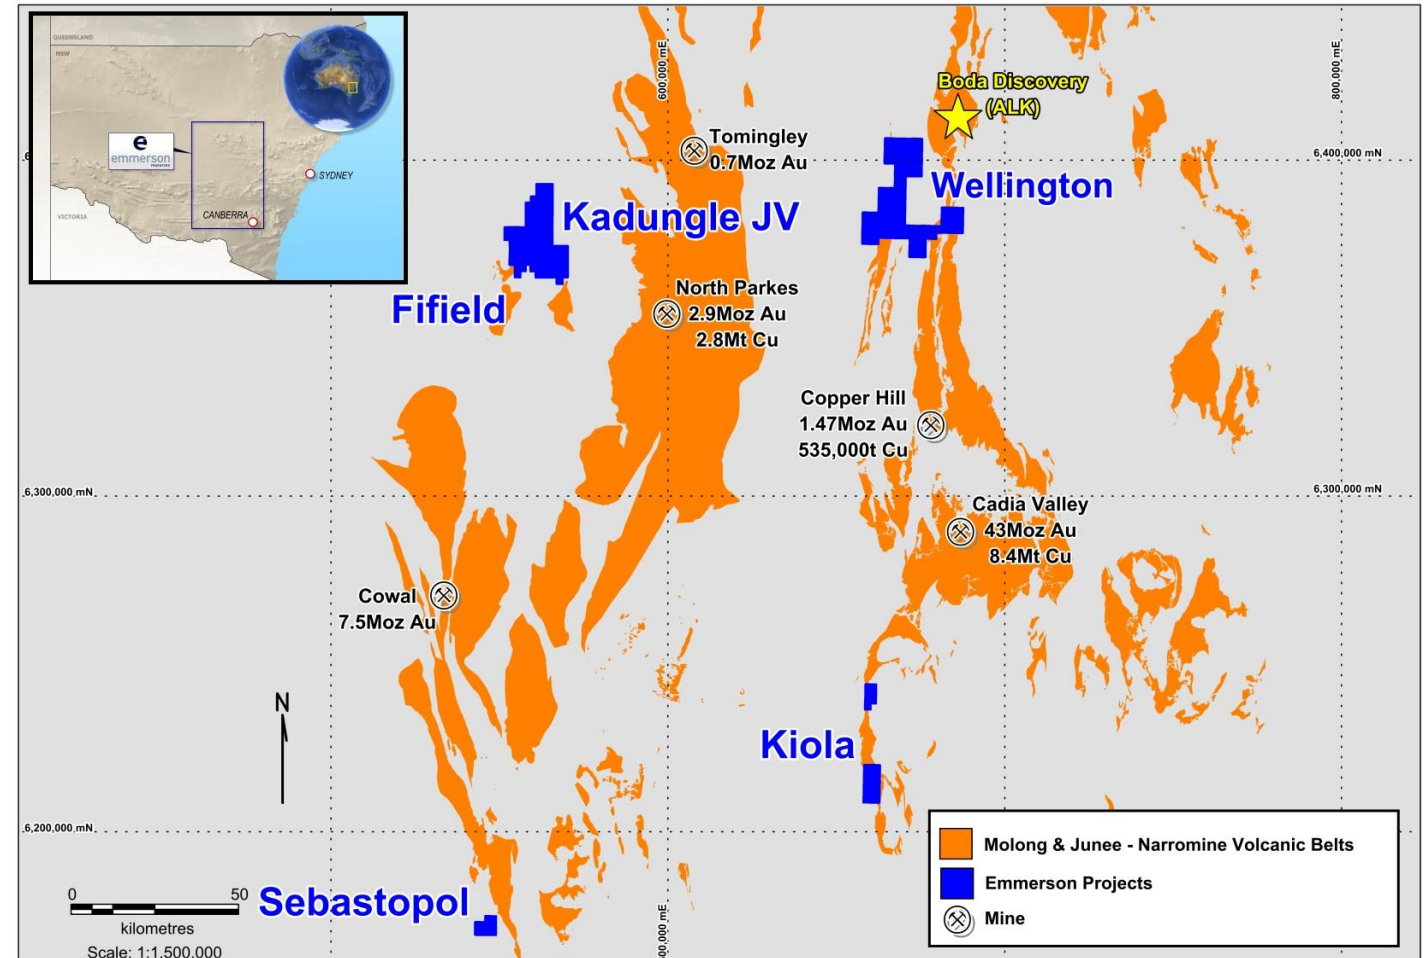 QUEENSLAND
NSW
e
emmerson
SYDNEY
CANBERRA
VICTORIA
600,000 mE
800,000 mE
Boda Discovery
(ALK)
Tomingley
0.7Moz Au
6,400,000 mN
Wellington
Kadungle JV
North Parkes
2.9Moz Au
2.8Mt Cu
Fifield
Copper Hill
1.47Moz Au
535,000t Cu
6,300,000 mN
6,300,000 mN
Cadia Valley
43Moz Au
8.4Mt Cu
Cowal
7.5Moz Au
N
Kiola
6,200,000 mN
Molong & Junee - Narromine Volcanic Belts
Emmerson Projects
Mine
Sebastopol
0 50
kilometres
Scale: 1:1,500,000